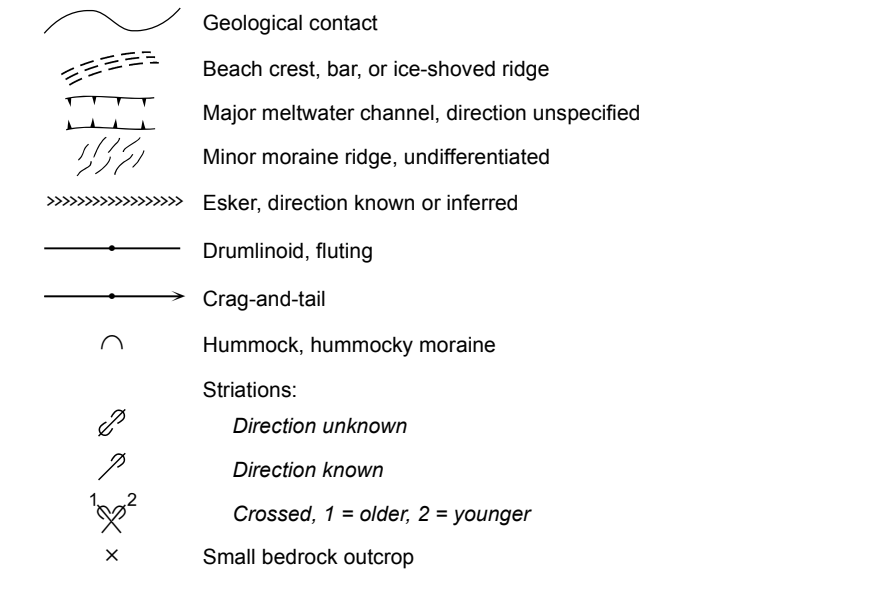 Geological contact
Beach crest, bar, or ice-shoved ridge
Major meltwater channel, direction unspecified
Minor moraine ridge, undifferentiated
Esker, direction known or inferred
Drumlinoid, fluting
Crag-and-tail
Hummock, hummocky moraine
Striations:
Direction unknown
Direction known
1 2 Crossed, 1 = older, 2 = younger
Small bedrock outcrop